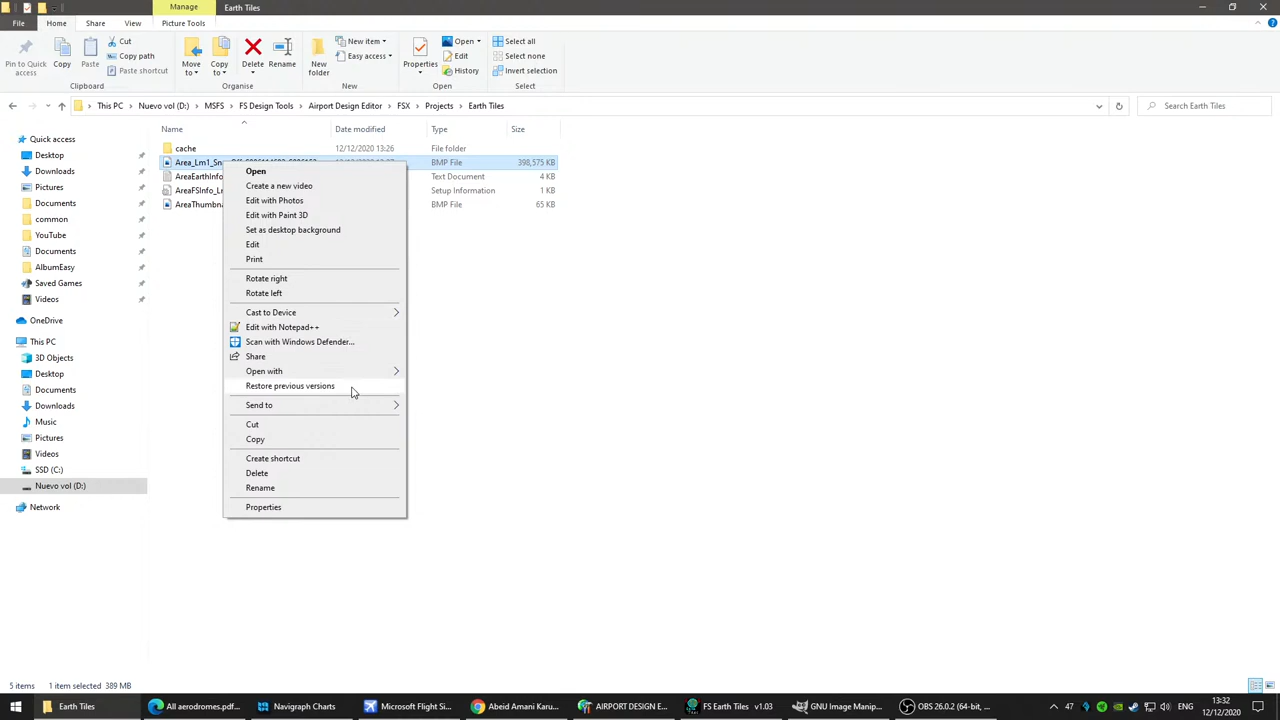 Manage
Earth Tiles
File
Home
Share
View
Picture Tools
Pin to Quick access
Copy
Paste
Cut
Copy path
Paste shortcut
Clipboard
Move to
Copy to
Delete
Rename
Organise
New folder
New item
Easy access
New
Properties
Open
Edit
History
Open
Select all
Select none
Invert selection
Select
This PC
Nuevo vol (D:)
MSFS
FS Design Tools
Airport Design Editor
FSX
Projects
Earth Tiles
Search Earth Tiles
Name
Date modified
Type
Size
cache
12/12/2020 13:26
File folder
BMP File
398,575 KB
AreaEarthInfo
Text Document
4 KB
AreaFSInfo_L
Setup Information
1 KB
AreaThumbna
BMP File
65 KB
Quick access
Desktop
Downloads
Pictures
Documents
common
YouTube
Documents
AlbumEasy
Saved Games
Videos
OneDrive
This PC
3D Objects
Desktop
Documents
Downloads
Music
Pictures
Videos
SSD (C:)
Nuevo vol (D:)
Network
Open
Create a new video
Edit with Photos
Edit with Paint 3D
Set as desktop background
Edit
Print
Rotate right
Rotate left
Cast to Device
Edit with Notepad++
Scan with Windows Defender...
Share
Open with
Restore previous versions
Send to
Cut
Copy
Create shortcut
Delete
Rename
Properties
5 items 1 item selected 389 MB
Earth Tiles
All aerodromes.pdf...
Navigraph Charts
Microsoft Flight Si...
Abeid Amani Karu...
AIRPORT DESIGN E...
FS Earth Tiles v1.03
GNU Image Manip...
OBS 26.0.2 (64-bit, ...
47
13:32
12/12/2020